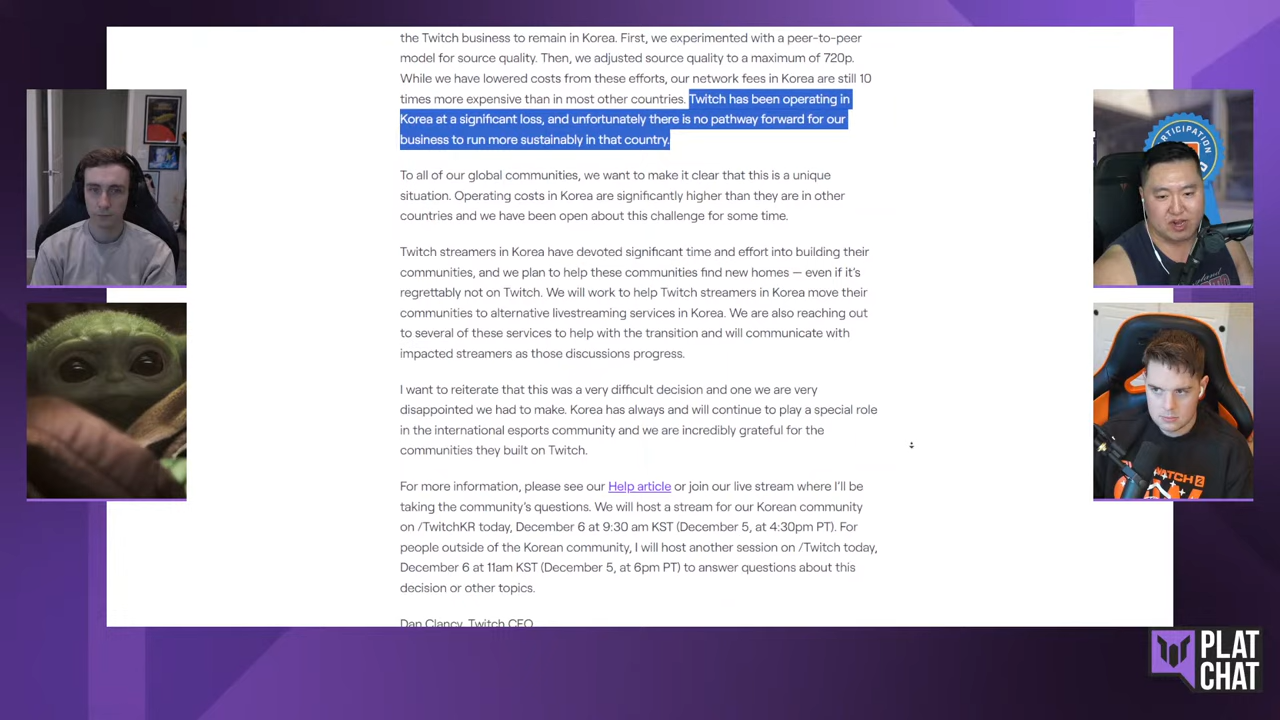 the Twitch business to remain in Korea. First, we experimented with a peer-to-peer
model for source quality. Then, we adjusted source quality to a maximum of 720p.
While we have lowered costs from these efforts, our network fees in Korea are still 10
times more expensive than in most other countries. Twitch has been operating in
Korea at a significant loss, and unfortunately there is no pathway forward for our
business to run more sustainably in that country.
To all of our global communities, we want to make it clear that this is a unique
situation. Operating costs in Korea are significantly higher than they are in other
countries and we have been open about this challenge for some time.
Twitch streamers in Korea have devoted significant time and effort into building their
communities, and we plan to help these communities find new homes — even if it's
regrettably not on Twitch. We will work to help Twitch streamers in Korea move their
communities to alternative livestreaming services in Korea. We are also reaching out
to several of these services to help with the transition and will communicate with
impacted streamers as those discussions progress.
I want to reiterate that this was a very difficult decision and one we are very
disappointed we had to make. Korea has always and will continue to play a special role
in the international esports community and we are incredibly grateful for the
communities they built on Twitch.
For more information, please see our Help article or join our live stream where I'll be
taking the community's questions. We will host a stream for our Korean community
on /TwitchKR today, December 6 at 9:30 am KST (December 5, at 4:30pm PT). For
people outside of the Korean community, I will host another session on /Twitch today,
December 6 at 11am KST (December 5, at 6pm PT) to answer questions about this
decision or other topics.
Dan Clancy, Twitch CEO
PARTICIPATION
WATCH 2
PLAT
CHAT